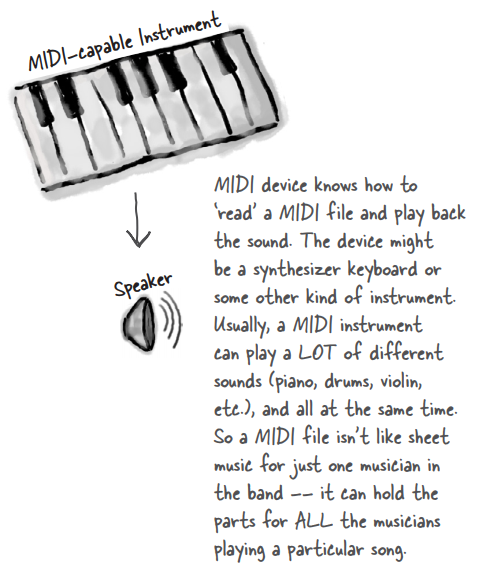 MIDI-capable Instrument
MIDI device knows how to
'read' a MIDI file and play back
the sound. The device might
be a synthesizer keyboard or
some other kind of instrument.
Usually, a MIDI instrument
can play a LOT of different
sounds (piano, drums, violin,
etc.), and all at the same time.
So a MIDI file isn't like sheet
music for just one musician in
the band -- it can hold the
parts for ALL the musicians
playing a particular song.
Speaker